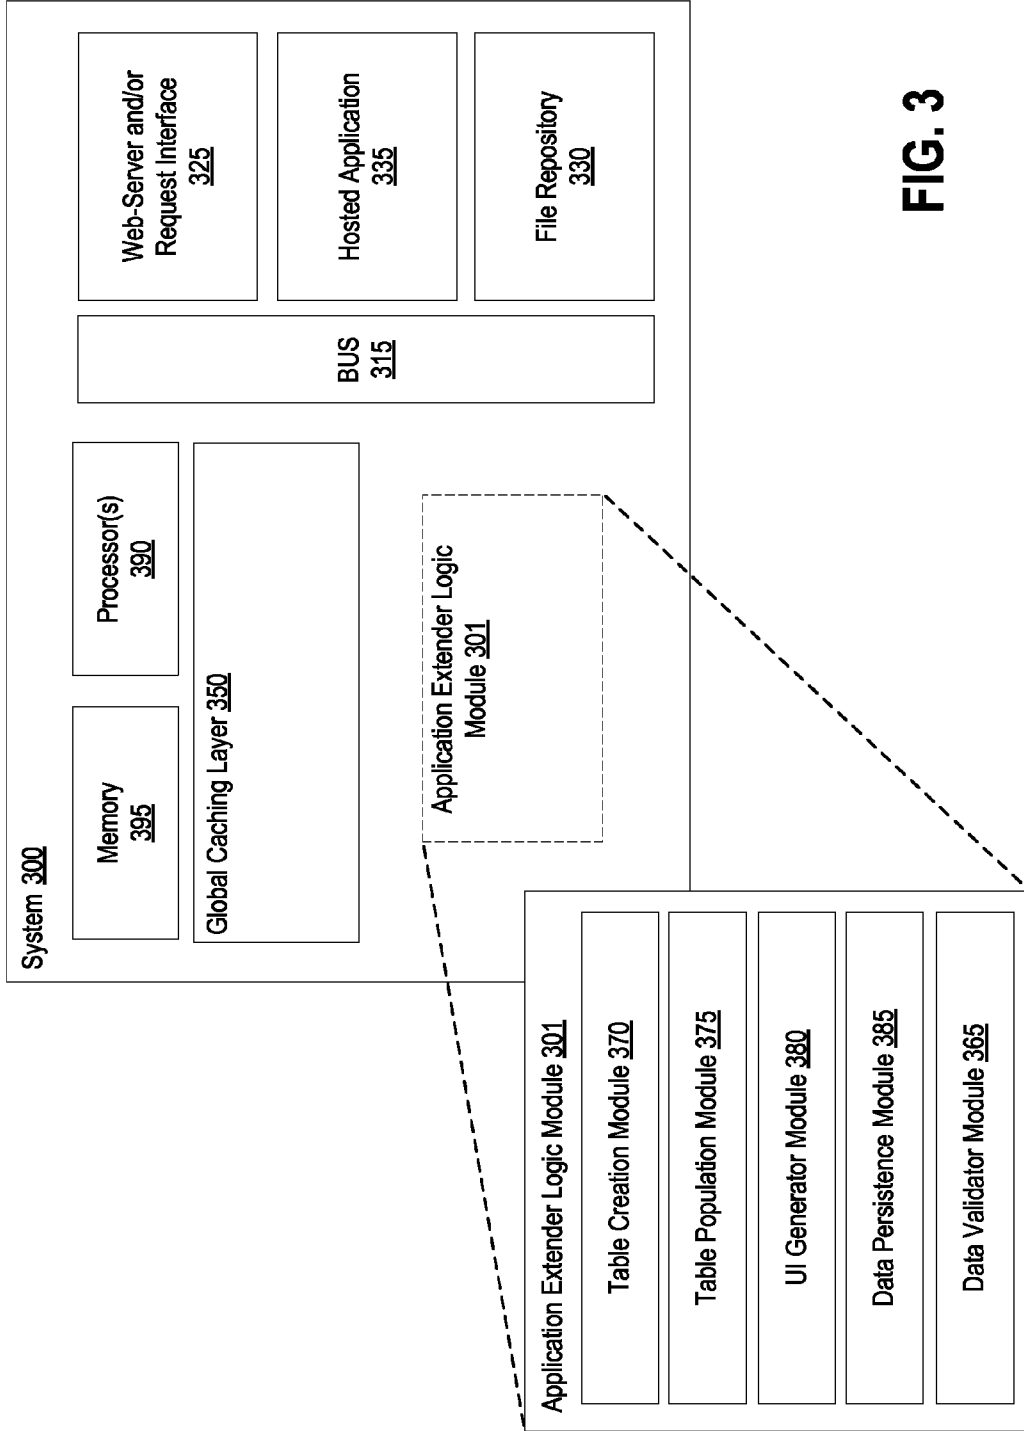 System 300
Memory
395
Processor(s)
390
Global Caching Layer 350
Application Extender Logic
Module 301
BUS
315
Web-Server and/or
Request Interface
325
Hosted Application
335
File Repository
330
Application Extender Logic Module 301
Table Creation Module 370
Table Population Module 375
UI Generator Module 380
Data Persistence Module 385
Data Validator Module 365
FIG. 3